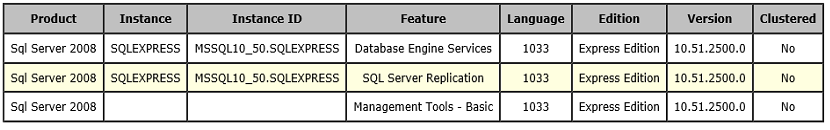 Product Instance Instance ID Feature Language Edition Version Clustered
Sql Server 2008 SQLEXPRESS MSSQL10_50.SQLEXPRESS Database Engine Services 1033 Express Edition 10.51.2500.0 No
Sql Server 2008 SQLEXPRESS MSSQL10_50.SQLEXPRESS SQL Server Replication 1033 Express Edition 10.51.2500.0 No
Sql Server 2008 Management Tools - Basic 1033 Express Edition 10.51.2500.0 No